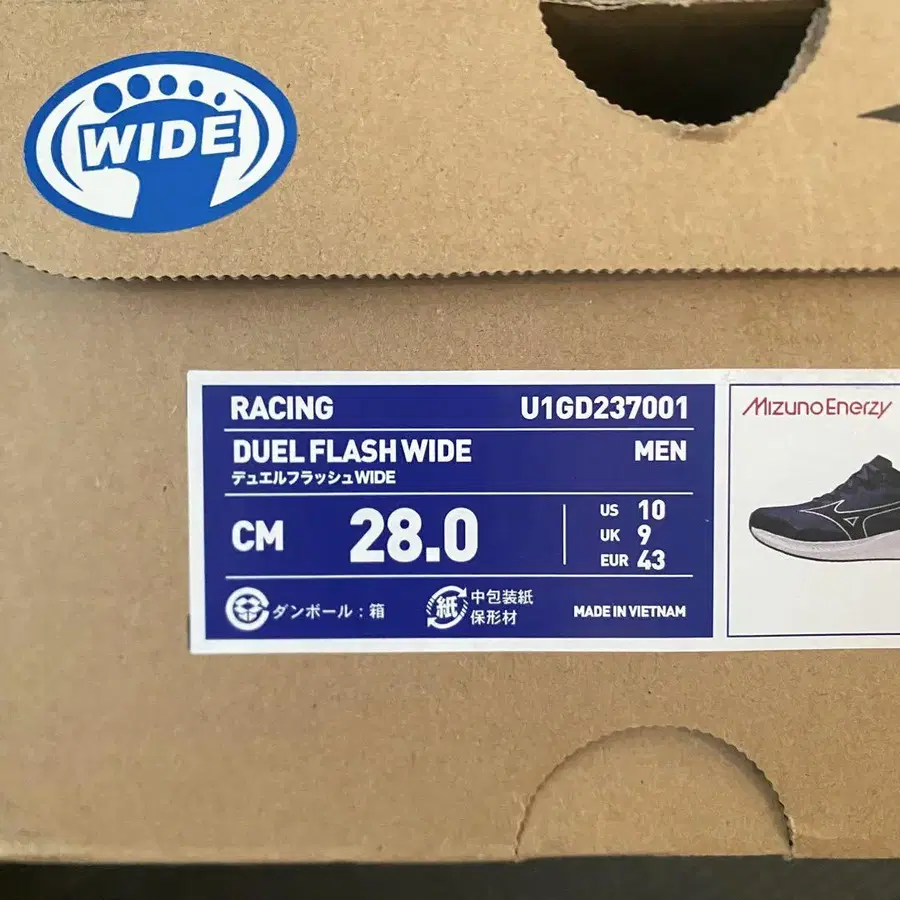 WIDE
RACING U1GD237001
DUEL FLASH WIDE MEN
デュエルフラッシュWIDE
CM 28.0
US 10
UK 9
EUR 43
ダンボール：箱
紙 中包装紙
保形材
MADE IN VIETNAM
MIZUNO ENERZY